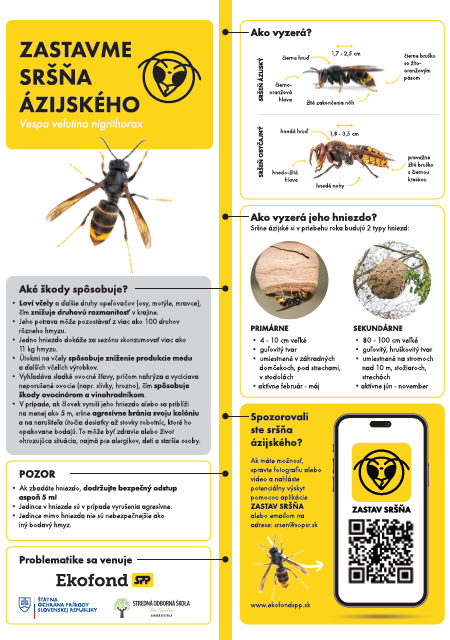 ZASTAVME
SRŠŇA
ÁZIJSKÉHO
Vespa velutina nigrithorax
Aké škody spôsobuje?
• Loví včely a ďalšie druhy opeľovačov (osy, motýle, mravce),
čím znižuje druhovú rozmanitosť v krajine.
• Jeho potrava môže pozostávať z viac ako 100 druhov
rôzneho hmyzu.
• Jedno hniezdo dokáže za sezónu skonzumovať viac ako
11 kg hmyzu.
• Útokmi na včely spôsobuje zníženie produkcie medu
a ďalších včelích výrobkov.
• Vyhľadáva sladké ovocné šťavy, pričom nahrýza a vyciciava
neporušené ovocie (napr. slivky, hrozno), čím spôsobuje
škody ovocinárom a vinohradníkom.
• V prípade, ak človek vyruší jeho hniezdo alebo sa priblíži
na menej ako 5 m, sršne agresívne bránia svoju kolóniu
a na narušiteľa útočia desiatky až stovky robotníc, ktoré ho
opakovane bodajú. To môže byť zdravie alebo život
ohrozujúca situácia, najmä pre alergikov, deti a staršie osoby.
POZOR
• Ak zbadáte hniezdo, dodržujte bezpečný odstup
aspoň 5 m!
• Jedince v hniezde sú v prípade vyrušenia agresívne.
• Jedince mimo hniezda nie sú nebezpečnejšie ako
iný bodavý hmyz.
Problematike sa venuje
Ekofond SPP
ŠTÁTNA
OCHRANA PRÍRODY
SLOVENSKEJ REPUBLIKY
STREDNÁ ODBORNÁ ŠKOLA
Ako vyzerá?
SRŠEŇ ÁZIJSKÝ
čierna hruď
1,7 - 2,5 cm
čierne bruško
so žlto-
oranžovým
pásom
čierno-
oranžová
hlava
žlté zakončenie nôh
SRŠEŇ OBYČAJNÝ
hnedá hruď
1,8 - 3,5 cm
hnedo-žltá
hlava
hnedé nohy
prevažne
žlté bruško
s čiernou
kresbou
Ako vyzerá jeho hniezdo?
Sršne ázijské si v priebehu roka budujú 2 typy hniezd:
PRIMÁRNE
• 4 - 10 cm veľké
• guľovitý tvar
• umiestnené v záhradných
domčekoch, pod strechami,
v stodolách
• aktívne február - máj
SEKUNDÁRNE
• 80 - 100 cm veľké
• guľovitý, hruškovitý tvar
• umiestnené na stromoch
nad 10 m, stožiaroch,
strechách
• aktívne jún - november
Spozorovali
ste sršňa
ázijského?
Ak máte možnosť,
spravte fotografiu alebo
video a nahláste
potenciálny výskyt
pomocou aplikácie
ZASTAV SRŠŇA
alebo emailom na
adrese: srsen@sopsr.sk
www.ekofondspp.sk
ZASTAV SRŠŇA